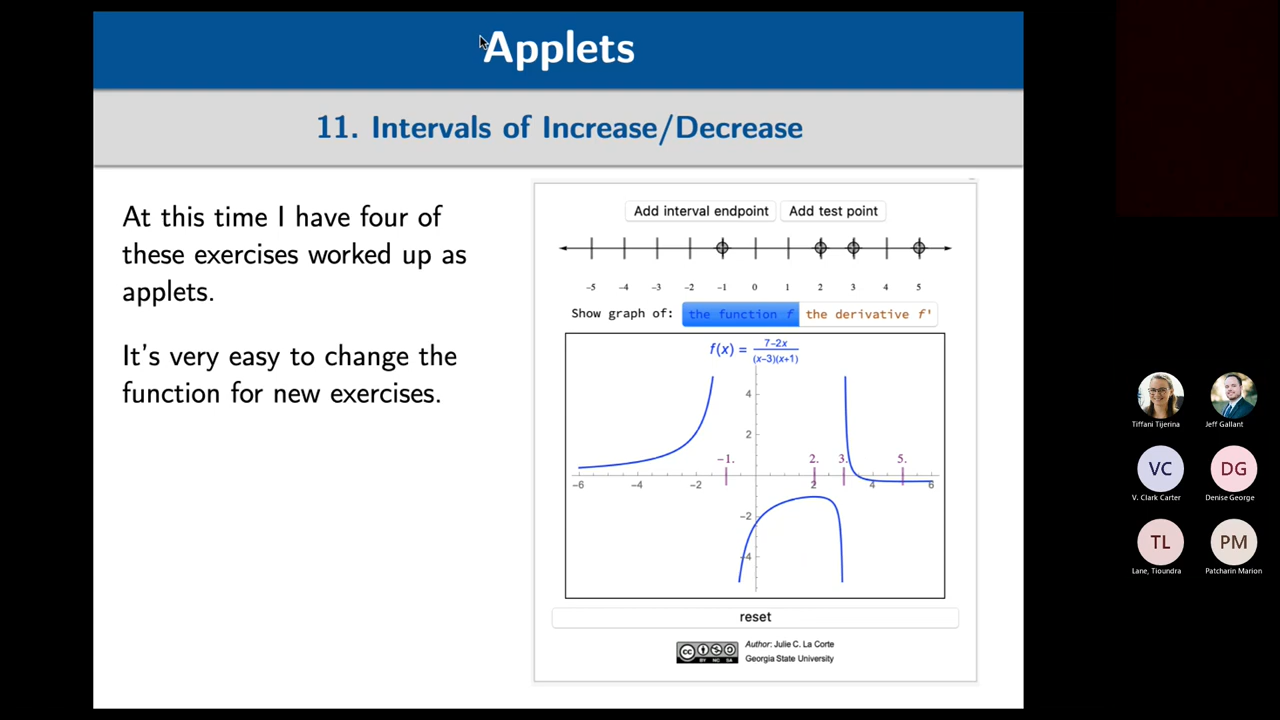 Applets
11. Intervals of Increase/Decrease
At this time I have four of
these exercises worked up as
applets.
It's very easy to change the
function for new exercises.
Add interval endpoint Add test point
-5 -4 -3 -2 -1 0 1 2 3 4 5
Show graph of: the function f the derivative f'
f(x) = 7-2x / (x-3)(x+1)
4
2
-1. 2. 3. 5.
-6 -4 -2 2 4 6
-2
-4
reset
CC BY NC SA
Author: Julie C. La Corte
Georgia State University
Tiffani Tijerina Jeff Gallant
VC DG
V. Clark Carter Denise George
TL PM
Lane, Tioundra Patcharin Marion